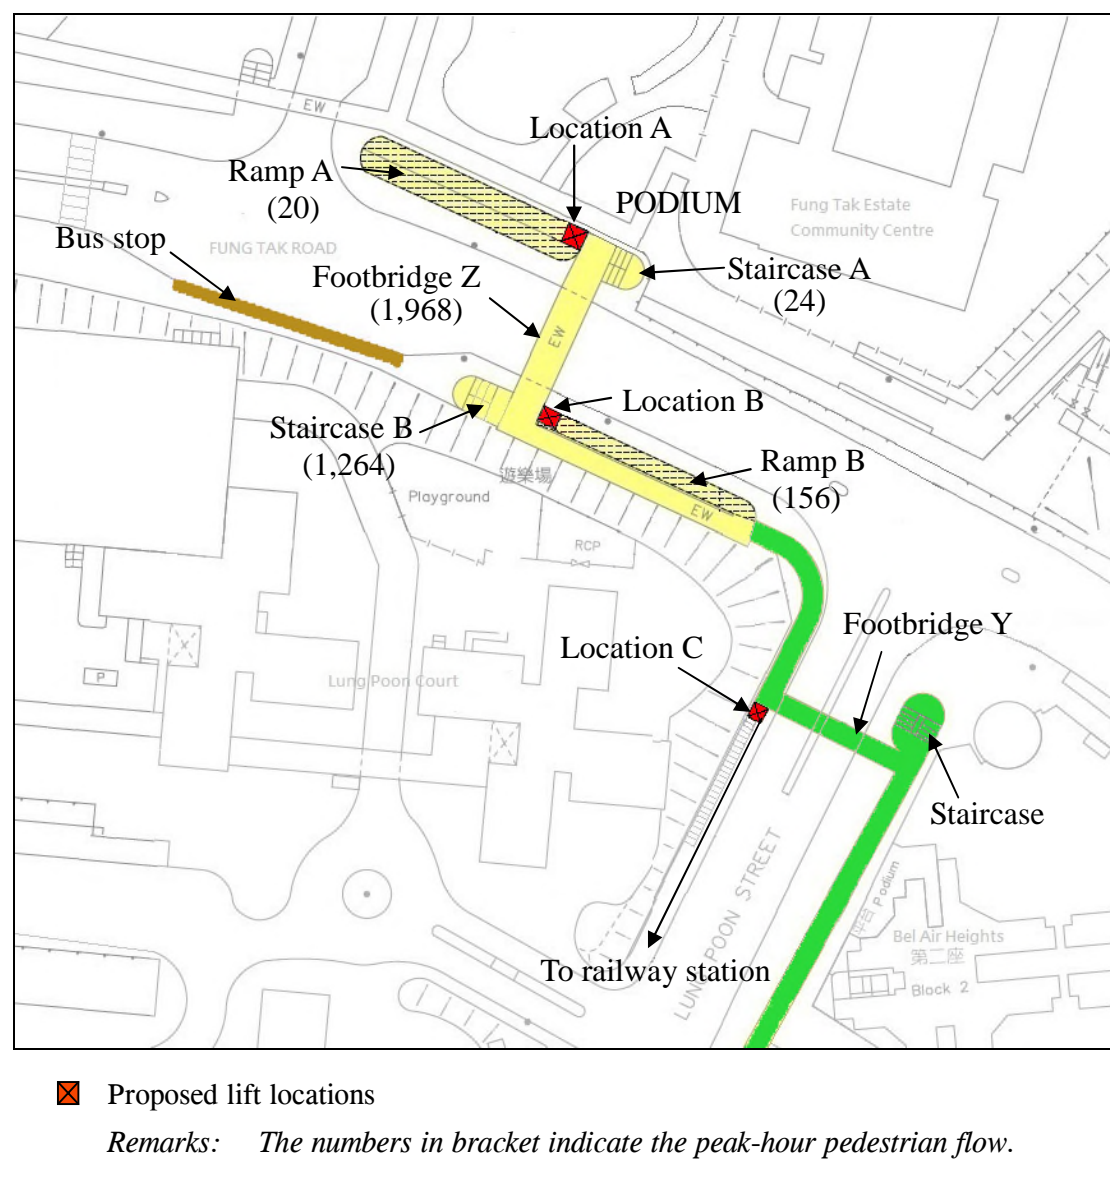 EW
Location A
Ramp A
(20)
PODIUM
Fung Tak Estate
Community Centre
Bus stop
FUNG TAK ROAD
Staircase A
(24)
Footbridge Z
(1,968)
EW
Location B
Staircase B
(1,264)
Ramp B
(156)
遊樂場
Playground
EW
RCP
Footbridge Y
Location C
P
Lung Poon Court
Staircase
LUNG POON STREET
平台 Podium
Bel Air Heights
第二座
Block 2
To railway station
Proposed lift locations
Remarks: The numbers in bracket indicate the peak-hour pedestrian flow.